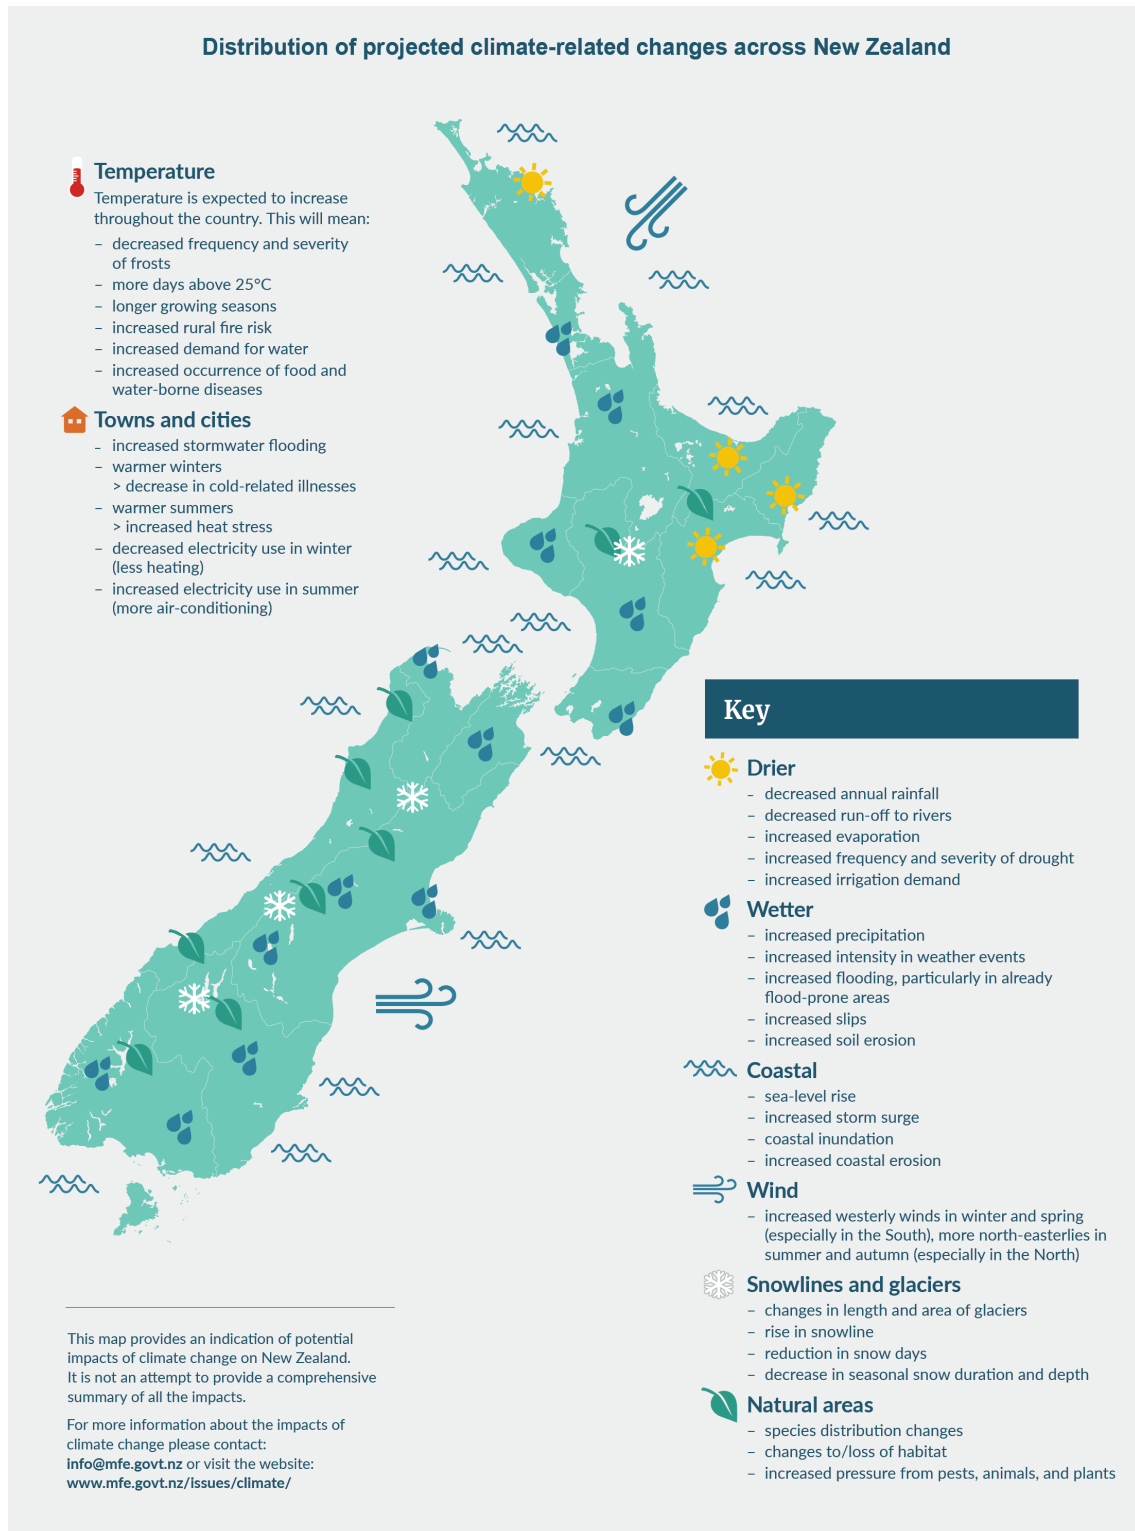 Distribution of projected climate-related changes across New Zealand
Temperature
Temperature is expected to increase
throughout the country. This will mean:
– decreased frequency and severity
of frosts
– more days above 25°C
– longer growing seasons
– increased rural fire risk
– increased demand for water
– increased occurrence of food and
water-borne diseases
Towns and cities
– increased stormwater flooding
– warmer winters
> decrease in cold-related illnesses
– warmer summers
> increased heat stress
– decreased electricity use in winter
(less heating)
– increased electricity use in summer
(more air-conditioning)
Key
Drier
– decreased annual rainfall
– decreased run-off to rivers
– increased evaporation
– increased frequency and severity of drought
– increased irrigation demand
Wetter
– increased precipitation
– increased intensity in weather events
– increased flooding, particularly in already
flood-prone areas
– increased slips
– increased soil erosion
Coastal
– sea-level rise
– increased storm surge
– coastal inundation
– increased coastal erosion
Wind
– increased westerly winds in winter and spring
(especially in the South), more north-easterlies in
summer and autumn (especially in the North)
Snowlines and glaciers
– changes in length and area of glaciers
– rise in snowline
– reduction in snow days
– decrease in seasonal snow duration and depth
Natural areas
– species distribution changes
– changes to/loss of habitat
– increased pressure from pests, animals, and plants
This map provides an indication of potential
impacts of climate change on New Zealand.
It is not an attempt to provide a comprehensive
summary of all the impacts.
For more information about the impacts of
climate change please contact:
info@mfe.govt.nz or visit the website:
www.mfe.govt.nz/issues/climate/